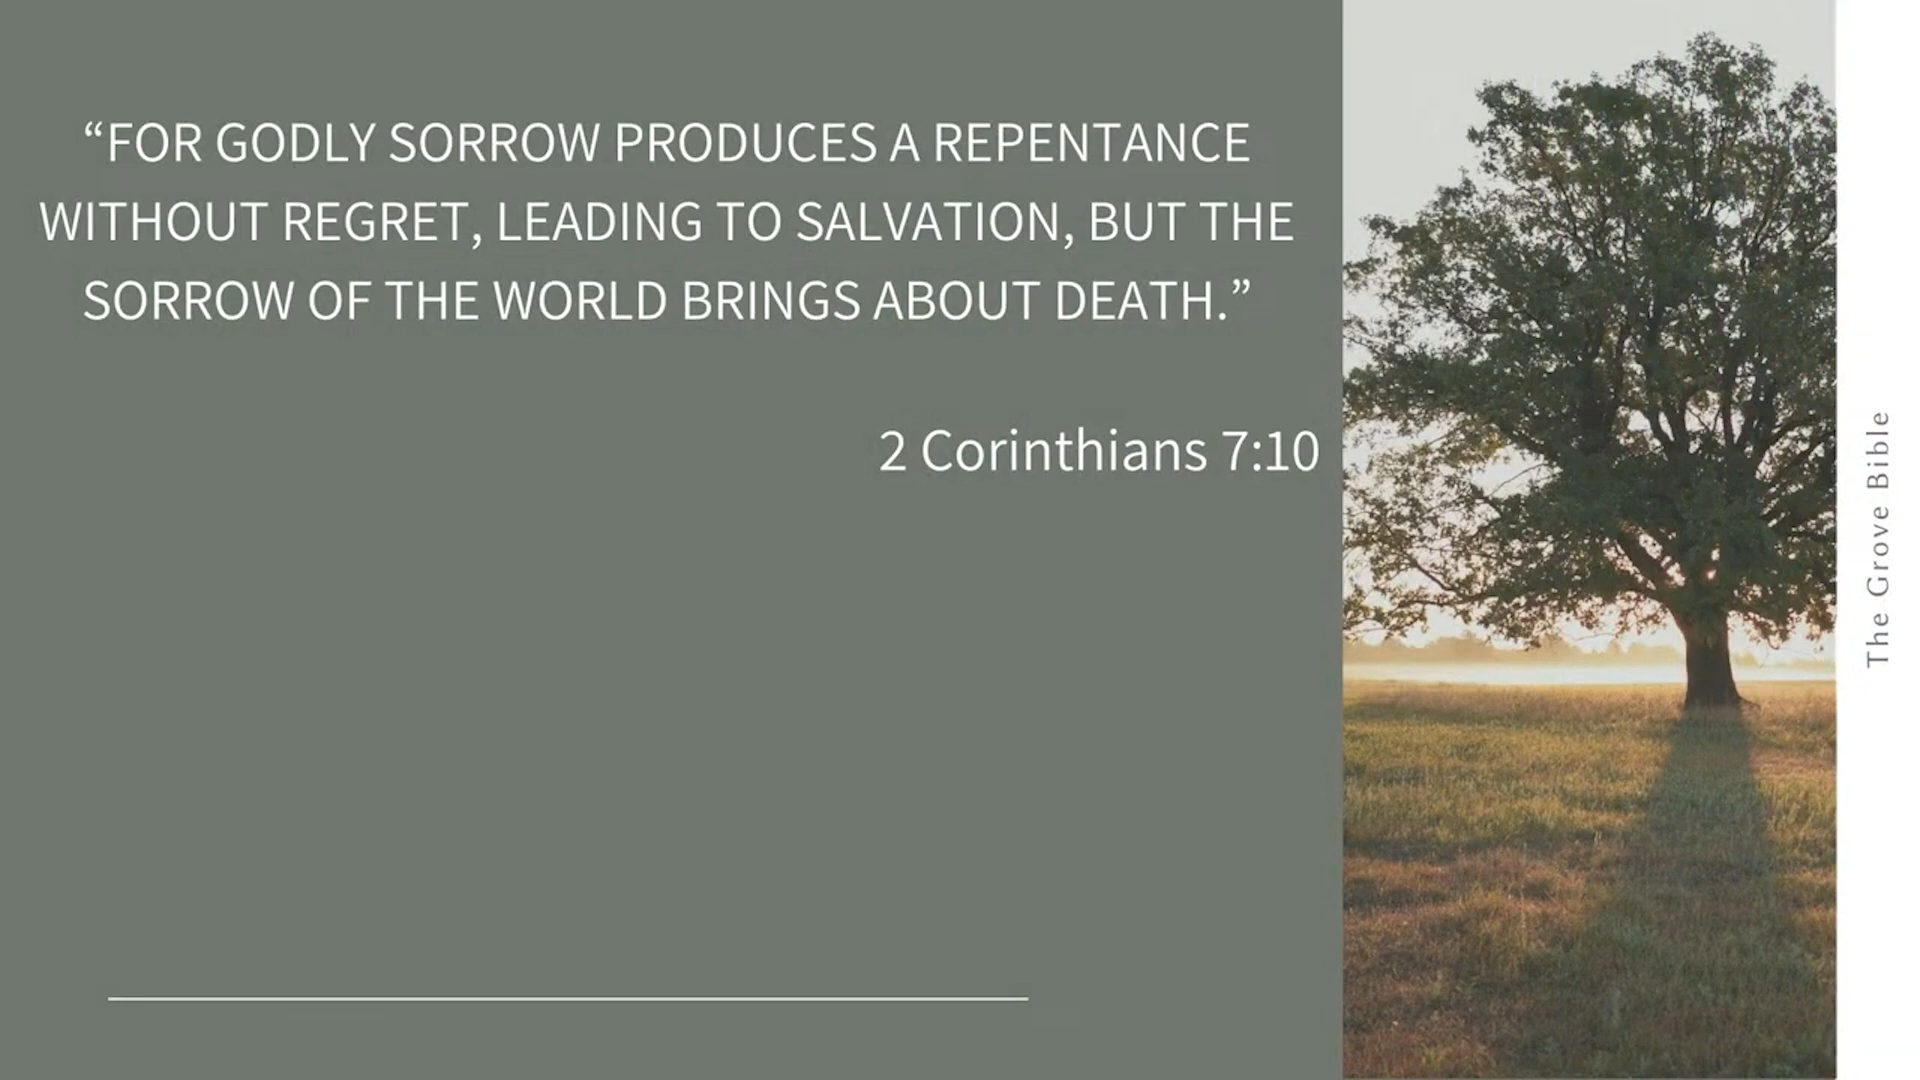 “FOR GODLY SORROW PRODUCES A REPENTANCE
WITHOUT REGRET, LEADING TO SALVATION, BUT THE
SORROW OF THE WORLD BRINGS ABOUT DEATH.”
2 Corinthians 7:10
The Grove Bible